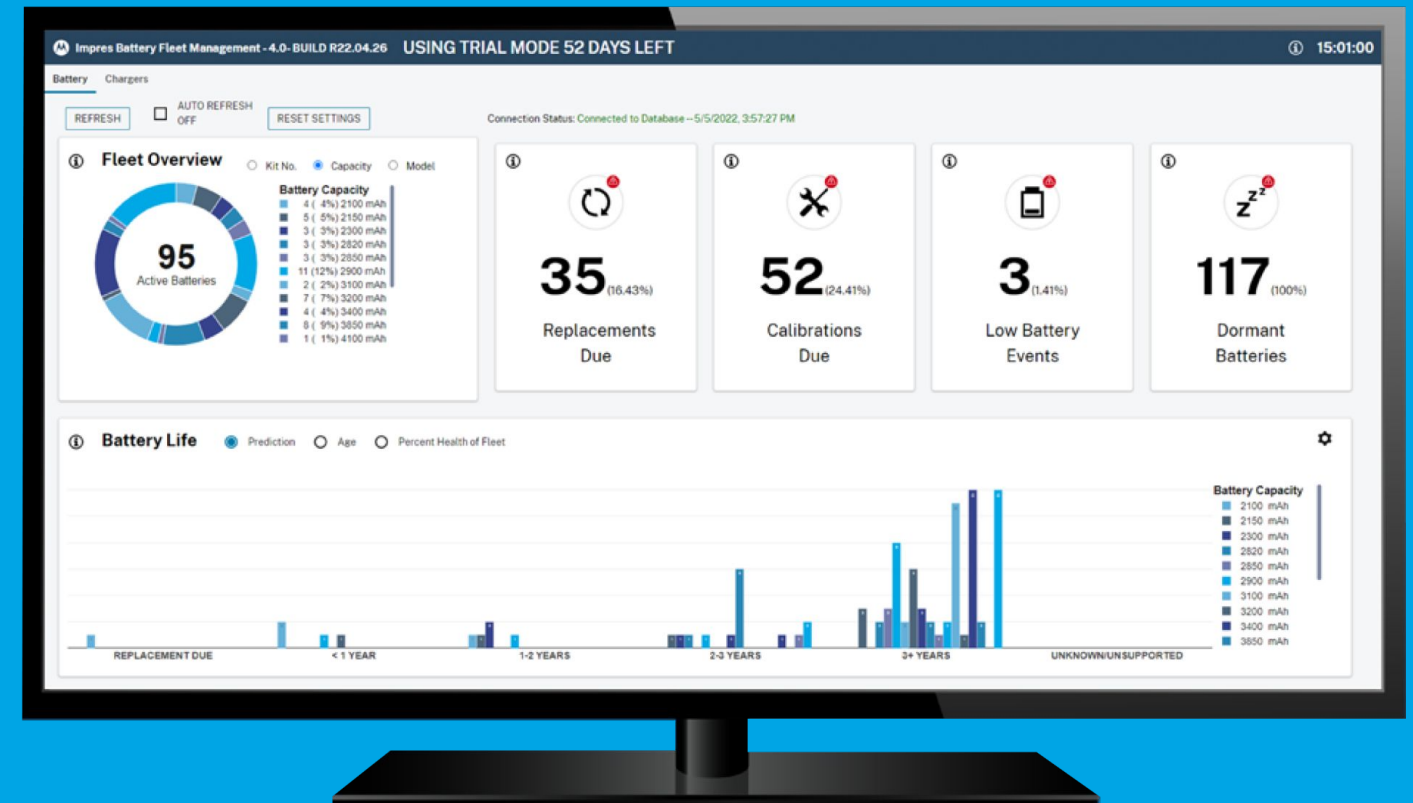 Impres Battery Fleet Management - 4.0- BUILD R22.04.26 USING TRIAL MODE 52 DAYS LEFT 15:01:00
Battery Chargers
REFRESH
AUTO REFRESH
OFF
RESET SETTINGS
Connection Status: Connected to Database -- 5/5/2022, 3:57:27 PM
Fleet Overview
Kit No. Capacity Model
95
Active Batteries
Battery Capacity
4 ( 4%) 2100 mAh
5 ( 5%) 2150 mAh
3 ( 3%) 2300 mAh
3 ( 3%) 2820 mAh
3 ( 3%) 2850 mAh
11 (12%) 2900 mAh
2 ( 2%) 3100 mAh
7 ( 7%) 3200 mAh
4 ( 4%) 3400 mAh
( 9%) 3850 mAh
1 ( 1%) 4100 mAh
35 (16.43%)
Replacements
Due
52 (24.41%)
Calibrations
Due
3 (1.41%)
Low Battery
Events
zzz
117 (100%)
Dormant
Batteries
Battery Life
Prediction Age Percent Health of Fleet
REPLACEMENT DUE
< 1 YEAR
1-2 YEARS
2-3 YEARS
3+ YEARS
UNKNOWN/UNSUPPORTED
Battery Capacity
2100 mAh
2150 mAh
2300 mAh
2820 mAh
2850 mAh
2900 mAh
3100 mAh
3200 mAh
3400 mAh
3850 mAh